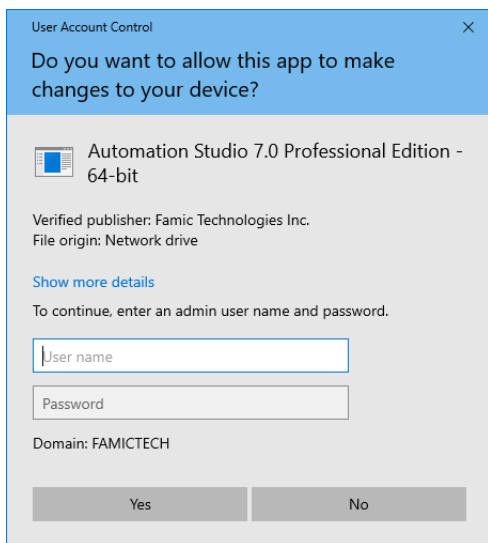 User Account Control
Do you want to allow this app to make
changes to your device?
Automation Studio 7.0 Professional Edition -
64-bit
Verified publisher: Famic Technologies Inc.
File origin: Network drive
Show more details
To continue, enter an admin user name and password.
User name
Password
Domain: FAMICTECH
Yes
No